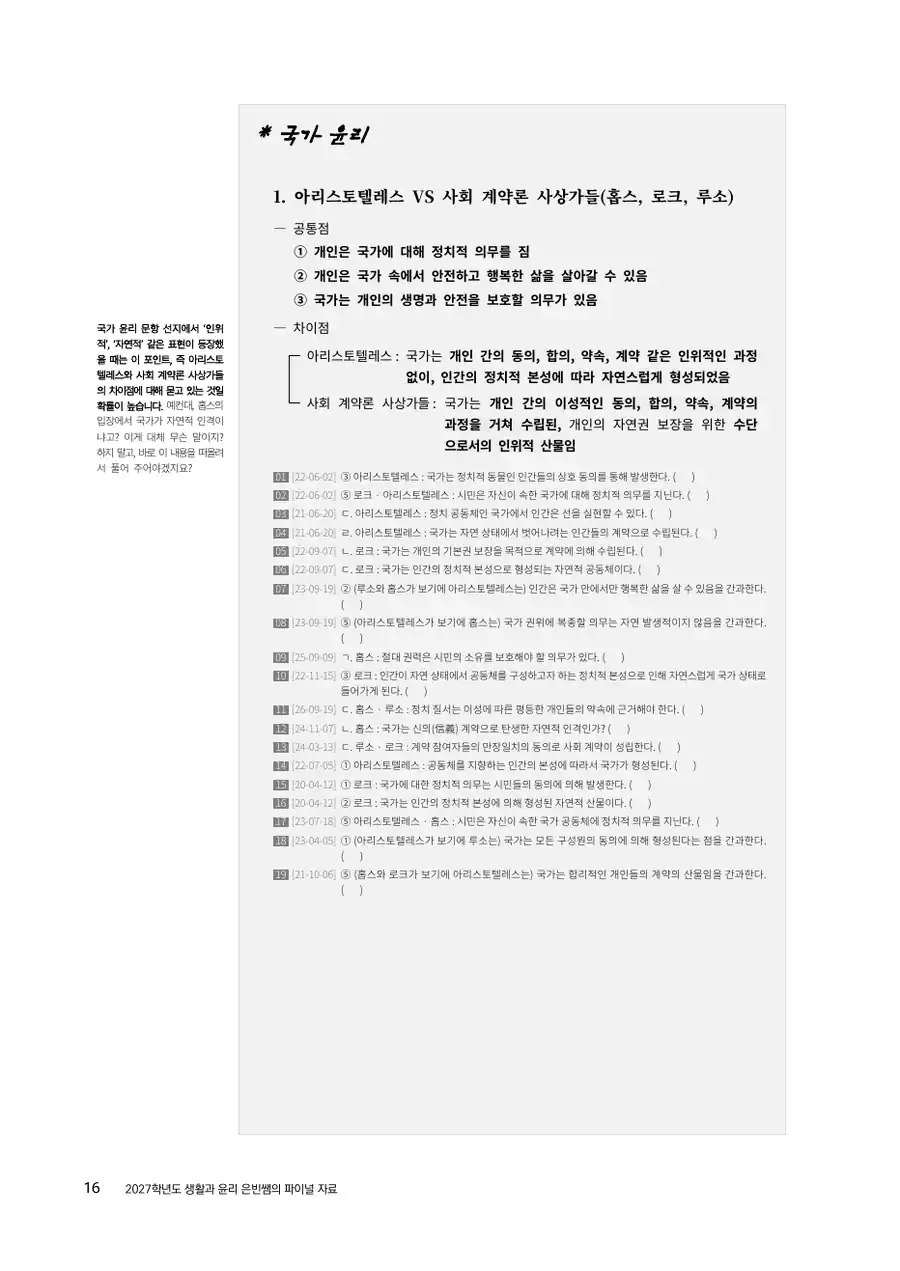 * 국가 윤리
1. 아리스토텔레스 VS 사회 계약론 사상가들(홉스, 로크, 루소)
— 공통점
① 개인은 국가에 대해 정치적 의무를 짐
② 개인은 국가 속에서 안전하고 행복한 삶을 살아갈 수 있음
③ 국가는 개인의 생명과 안전을 보호할 의무가 있음
— 차이점
아리스토텔레스 : 국가는 개인 간의 동의, 합의, 약속, 계약 같은 인위적인 과정
없이, 인간의 정치적 본성에 따라 자연스럽게 형성되었음
사회 계약론 사상가들 : 국가는 개인 간의 이성적인 동의, 합의, 약속, 계약의
과정을 거쳐 수립된, 개인의 자연권 보장을 위한 수단
으로서의 인위적 산물임
국가 윤리 문항 선지에서 ‘인위
적’, ‘자연적’ 같은 표현이 등장했
을 때는 이 포인트, 즉 아리스토
텔레스와 사회 계약론 사상가들
의 차이점에 대해 묻고 있는 것일
확률이 높습니다. 예컨대, 홉스의
입장에서 국가가 자연적 인격이
냐고? 이게 대체 무슨 말이지?
하지 말고, 바로 이 내용을 떠올려
서 풀어 주어야겠지요?
01 [22-06-02] ③ 아리스토텔레스 : 국가는 정치적 동물인 인간들의 상호 동의를 통해 발생한다. ( )
02 [22-06-02] ⑤ 로크 · 아리스토텔레스 : 시민은 자신이 속한 국가에 대해 정치적 의무를 지닌다. ( )
03 [21-06-20] ㄷ. 아리스토텔레스 : 정치 공동체인 국가에서 인간은 선을 실현할 수 있다. ( )
04 [21-06-20] ㄹ. 아리스토텔레스 : 국가는 자연 상태에서 벗어나려는 인간들의 계약으로 수립된다. ( )
05 [22-09-07] ㄴ. 로크 : 국가는 개인의 기본권 보장을 목적으로 계약에 의해 수립된다. ( )
06 [22-09-07] ㄷ. 로크 : 국가는 인간의 정치적 본성으로 형성되는 자연적 공동체이다. ( )
07 [23-09-19] ② (루소와 홉스가 보기에 아리스토텔레스는) 인간은 국가 안에서만 행복한 삶을 살 수 있음을 간과한다.
( )
08 [23-09-19] ⑤ (아리스토텔레스가 보기에 홉스는) 국가 권위에 복종할 의무는 자연 발생적이지 않음을 간과한다.
( )
09 [25-09-09] ㄱ. 홉스 : 절대 권력은 시민의 소유를 보호해야 할 의무가 있다. ( )
10 [22-11-15] ③ 로크 : 인간이 자연 상태에서 공동체를 구성하고자 하는 정치적 본성으로 인해 자연스럽게 국가 상태로
들어가게 된다. ( )
11 [26-09-19] ㄷ. 홉스 · 루소 : 정치 질서는 이성에 따른 평등한 개인들의 약속에 근거해야 한다. ( )
12 [24-11-07] ㄴ. 홉스 : 국가는 신의(信義) 계약으로 탄생한 자연적 인격인가? ( )
13 [24-03-13] ㄷ. 루소 · 로크 : 계약 참여자들의 만장일치의 동의로 사회 계약이 성립한다. ( )
14 [22-07-05] ① 아리스토텔레스 : 공동체를 지향하는 인간의 본성에 따라서 국가가 형성된다. ( )
15 [20-04-12] ① 로크 : 국가에 대한 정치적 의무는 시민들의 동의에 의해 발생한다. ( )
16 [20-04-12] ② 로크 : 국가는 인간의 정치적 본성에 의해 형성된 자연적 산물이다. ( )
17 [23-07-18] ⑤ 아리스토텔레스 · 홉스 : 시민은 자신이 속한 국가 공동체에 정치적 의무를 지닌다. ( )
18 [23-04-05] ① (아리스토텔레스가 보기에 루소는) 국가는 모든 구성원의 동의에 의해 형성된다는 점을 간과한다.
( )
19 [21-10-06] ⑤ (홉스와 로크가 보기에 아리스토텔레스는) 국가는 합리적인 개인들의 계약의 산물임을 간과한다.
( )
16 2027학년도 생활과 윤리 은빈쌤의 파이널 자료